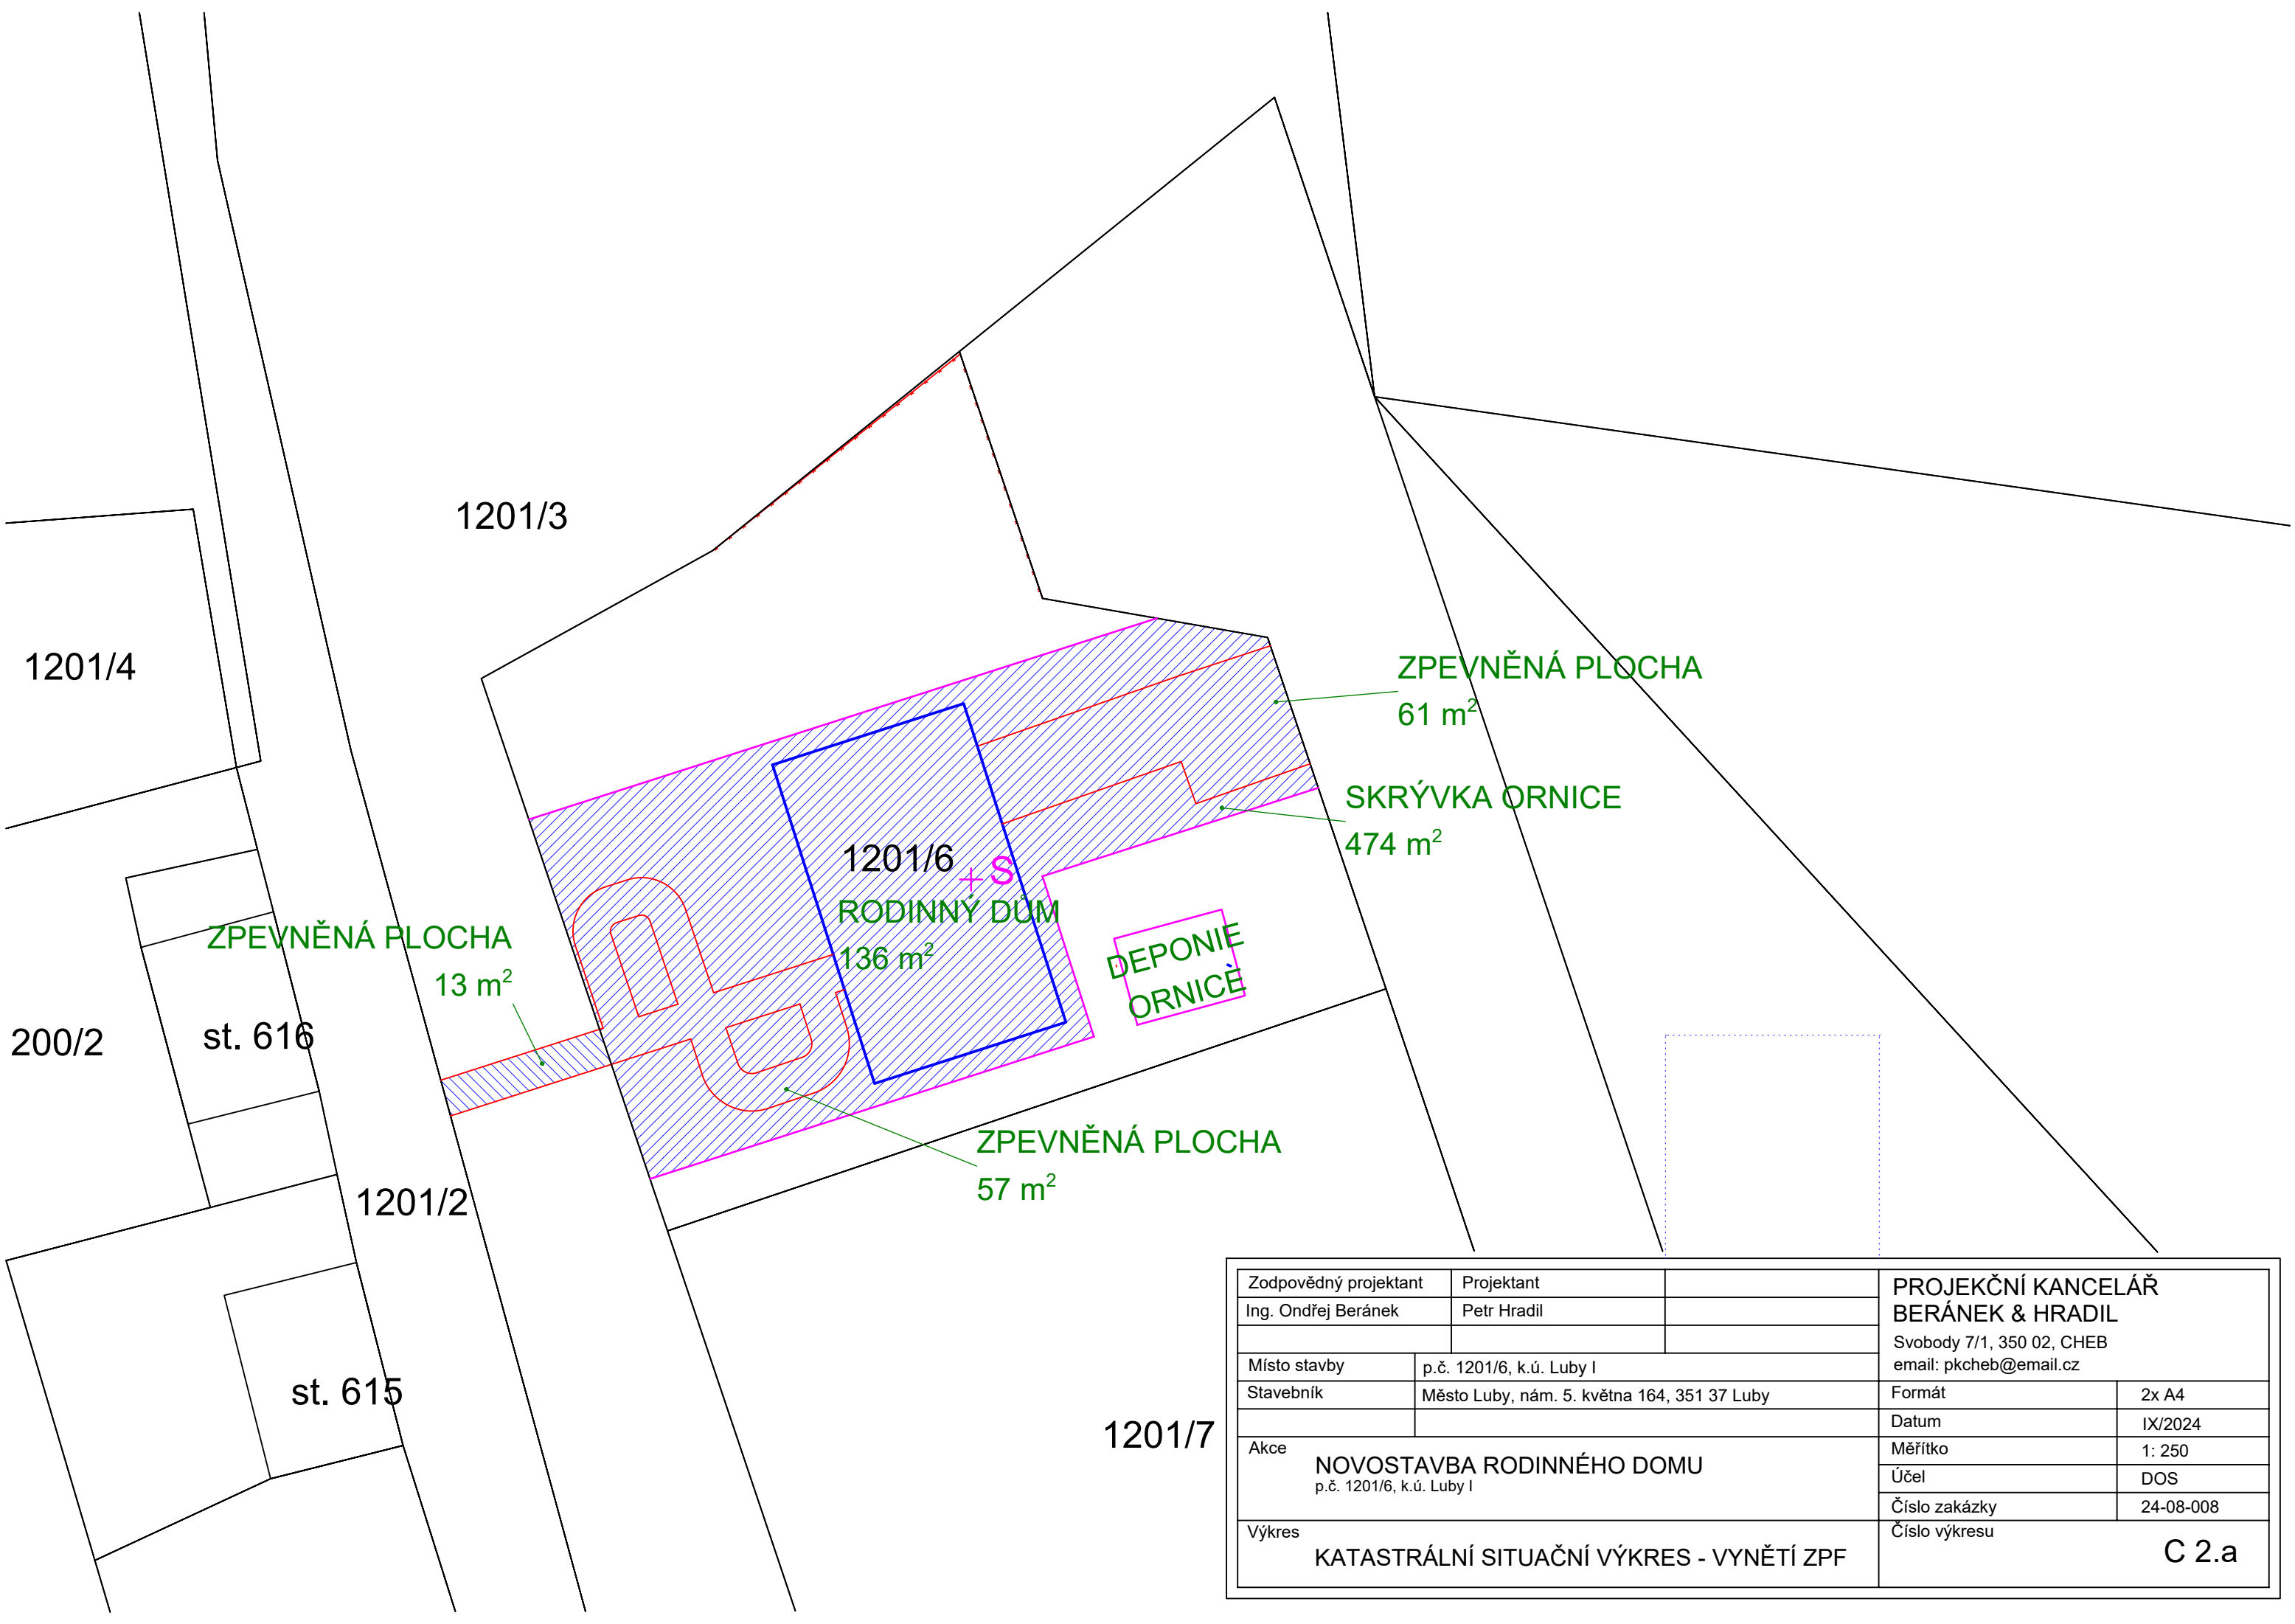 1201/3
1201/4
ZPEVNĚNÁ PLOCHA
61 m²
SKRÝVKA ORNICE
474 m²
1201/6
S
RODINNÝ DŮM
136 m²
ZPEVNĚNÁ PLOCHA
13 m²
DEPONIE
ORNICE
200/2
st. 616
ZPEVNĚNÁ PLOCHA
57 m²
1201/2
st. 615
1201/7
Zodpovědný projektant
Projektant
Ing. Ondřej Beránek
Petr Hradil
PROJEKČNÍ KANCELÁŘ
BERÁNEK & HRADIL
Svobody 7/1, 350 02, CHEB
email: pkcheb@email.cz
Místo stavby
p.č. 1201/6, k.ú. Luby I
Stavebník
Město Luby, nám. 5. května 164, 351 37 Luby
Formát
2x A4
Datum
IX/2024
Akce
NOVOSTAVBA RODINNÉHO DOMU
p.č. 1201/6, k.ú. Luby I
Měřítko
1: 250
Účel
DOS
Číslo zakázky
24-08-008
Výkres
KATASTRÁLNÍ SITUAČNÍ VÝKRES - VYNĚTÍ ZPF
Číslo výkresu
C 2.a